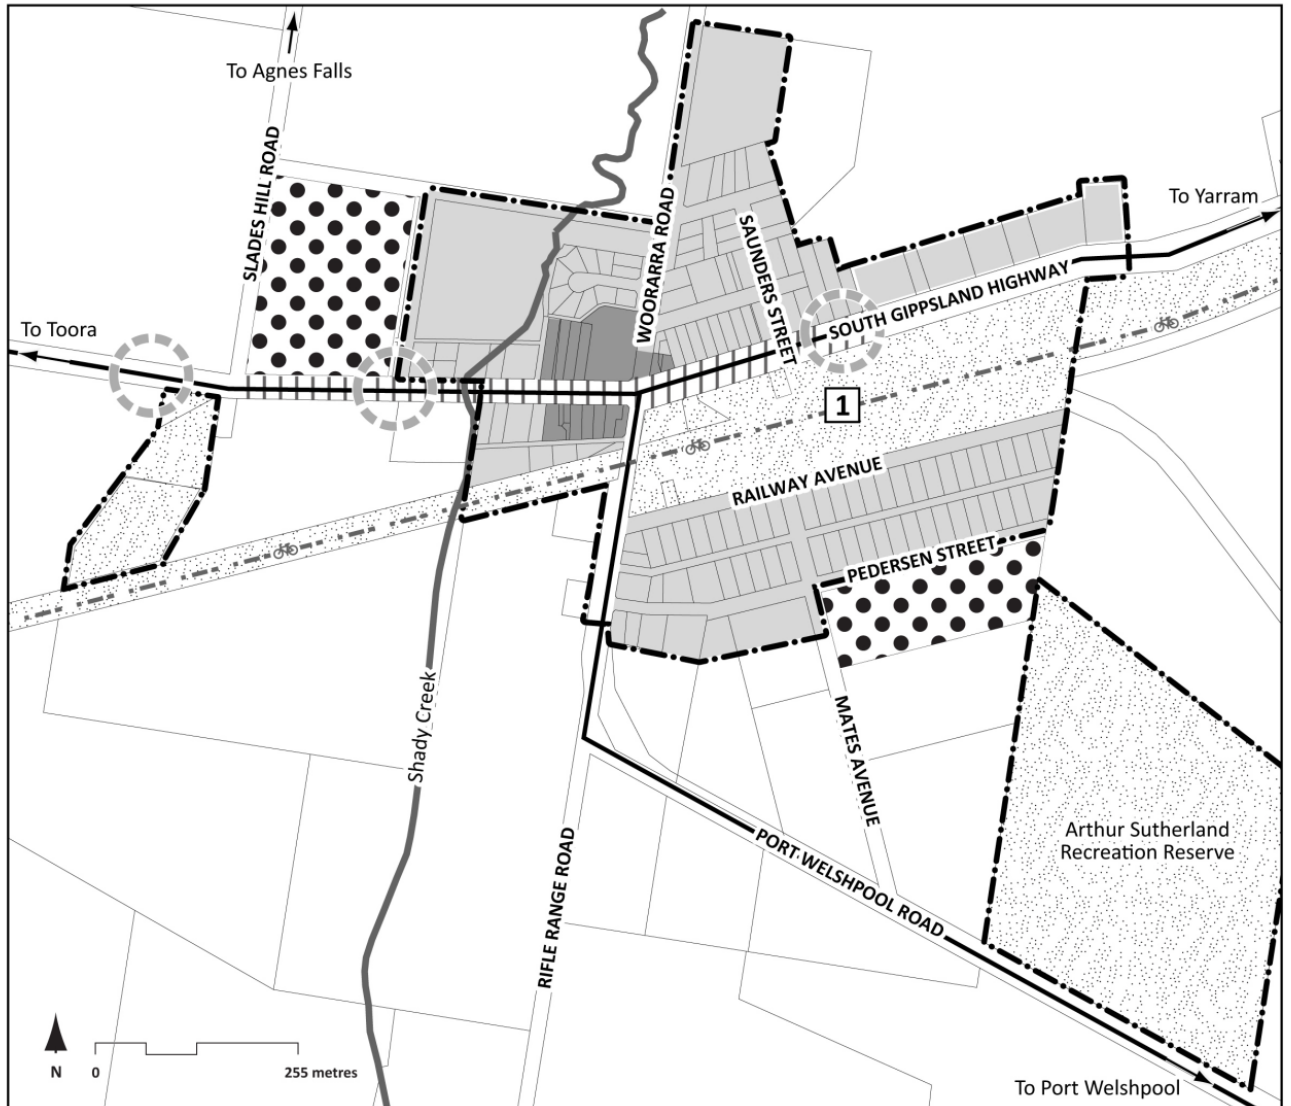 To Agnes Falls
SLADES HILL ROAD
WOORARRA ROAD
SAUNDERS STREET
To Yarram
SOUTH GIPPSLAND HIGHWAY
To Toora
1
RAILWAY AVENUE
PEDERSEN STREET
Shady Creek
MATES AVENUE
Arthur Sutherland
Recreation Reserve
PORT WELSHPOOL ROAD
RIFLE RANGE ROAD
N
0
255 metres
To Port Welshpool